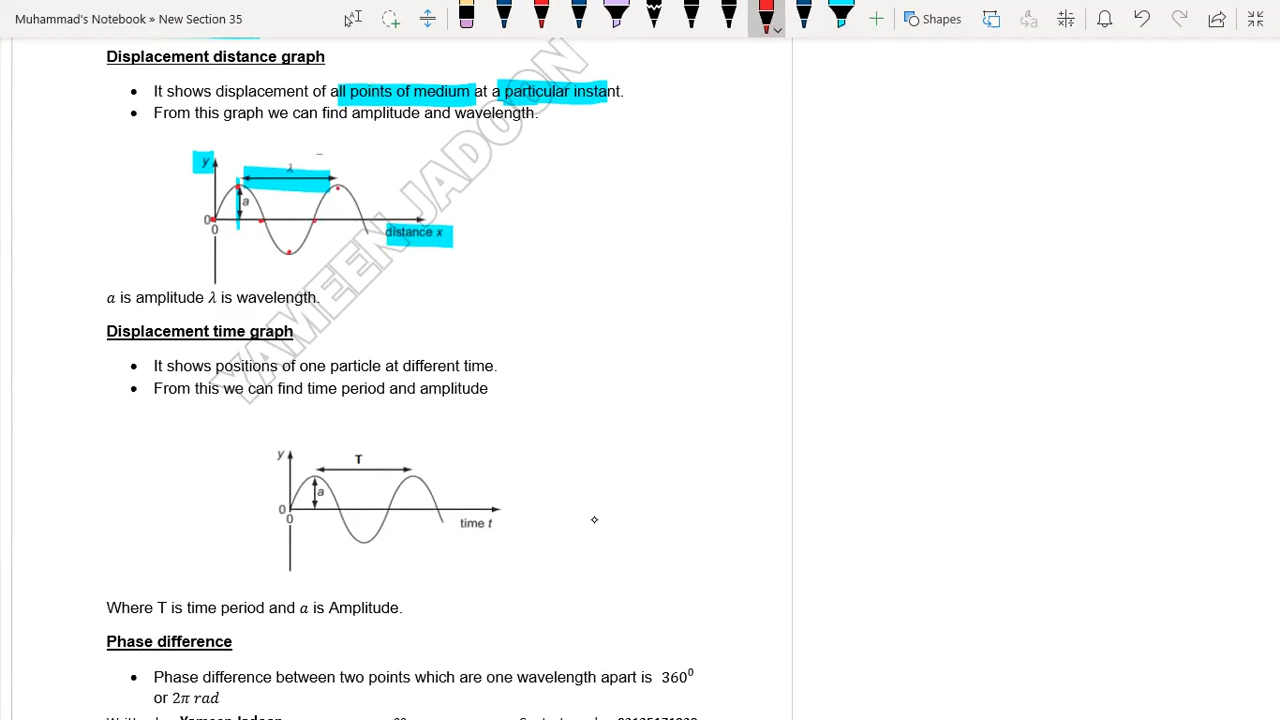 Muhammad's Notebook » New Section 35
Shapes
Displacement distance graph
• It shows displacement of all points of medium at a particular instant.
• From this graph we can find amplitude and wavelength.
y
λ
a
0
0
distance x
a is amplitude λ is wavelength.
Displacement time graph
• It shows positions of one particle at different time.
• From this we can find time period and amplitude
y
T
a
0
0
time t
Where T is time period and a is Amplitude.
Phase difference
• Phase difference between two points which are one wavelength apart is 360⁰
or 2π rad
YAMEEN JADOON